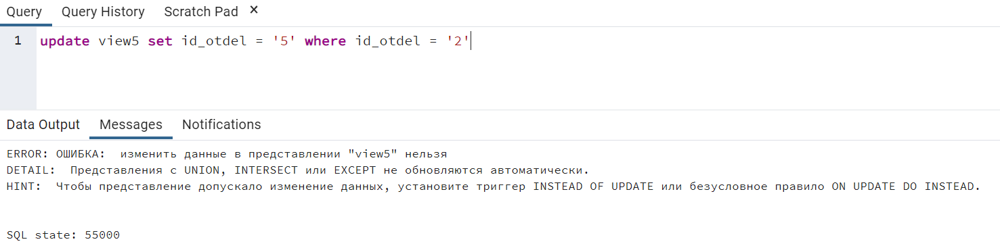 Query Query History Scratch Pad ×
1 update view5 set id_otdel = '5' where id_otdel = '2'
Data Output Messages Notifications
ERROR: ОШИБКА:  изменить данные в представлении "view5" нельзя
DETAIL:  Представления с UNION, INTERSECT или EXCEPT не обновляются автоматически.
HINT:  Чтобы представление допускало изменение данных, установите триггер INSTEAD OF UPDATE или безусловное правило ON UPDATE DO INSTEAD.
SQL state: 55000